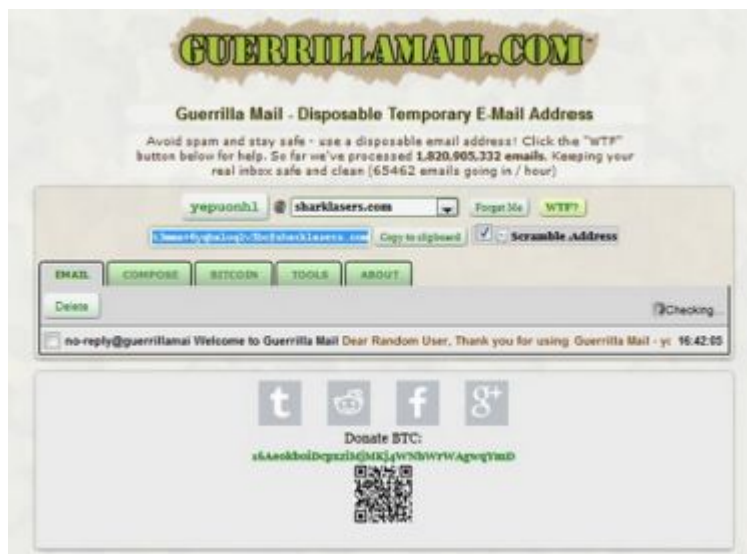 GUERRILLAMAIL.COM
Guerrilla Mail - Disposable Temporary E-Mail Address
Avoid spam and stay safe - use a disposable email address! Click the "WTF"
button below for help. So far we've processed 1,820,905,332 emails. Keeping your
real inbox safe and clean (65462 emails going in / hour)
yepuonhl @ sharklasers.com Forget Me WTF?
Copy to clipboard Scramble Address
EMAIL COMPOSE BITCOIN TOOLS ABOUT
Delete Checking...
no-reply@guerrillamai Welcome to Guerrilla Mail Dear Random User, Thank you for using Guerrilla Mail - yc 16:42:05
t f g+
Donate BTC: